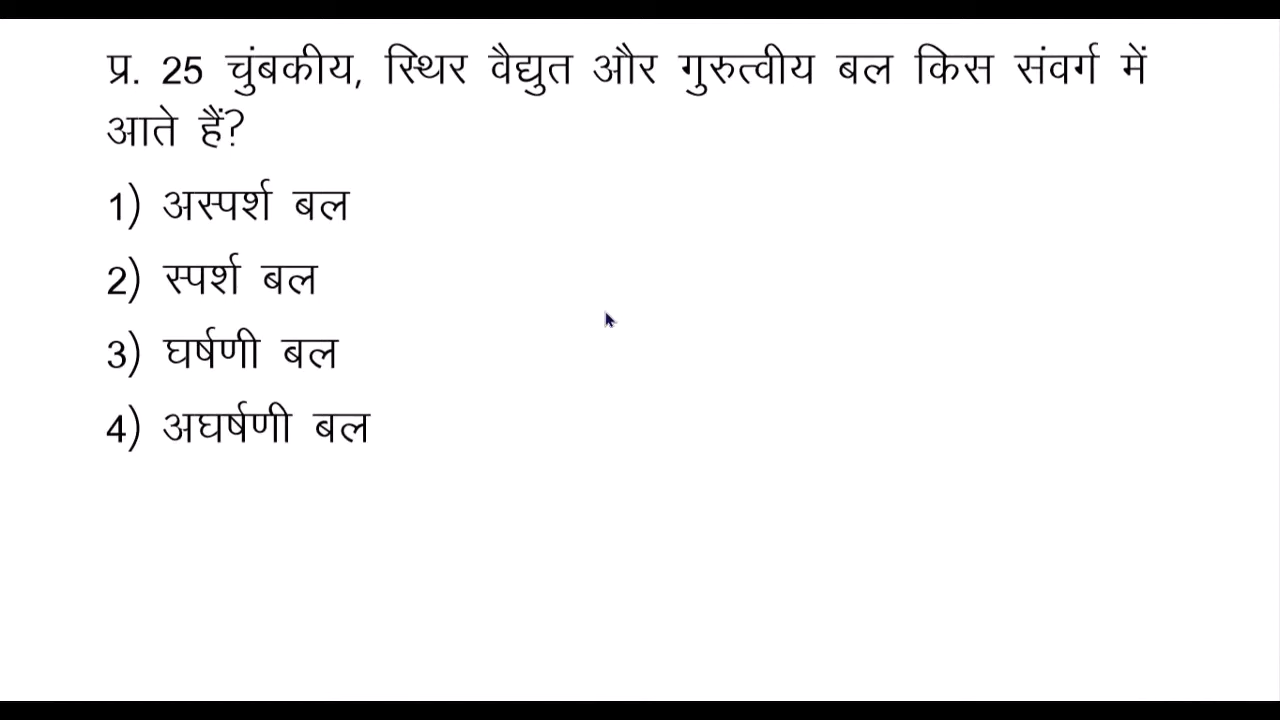 प्र. 25 चुंबकीय, स्थिर वैद्युत और गुरुत्वीय बल किस संवर्ग में
आते हैं?
1) अस्पर्श बल
2) स्पर्श बल
3) घर्षणी बल
4) अघर्षणी बल